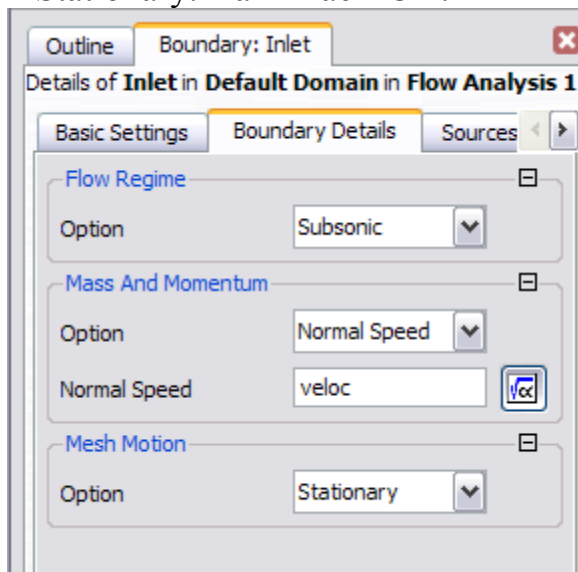 Outline Boundary: Inlet
Details of Inlet in Default Domain in Flow Analysis 1
Basic Settings Boundary Details Sources
Flow Regime
Option Subsonic
Mass And Momentum
Option Normal Speed
Normal Speed veloc
Mesh Motion
Option Stationary